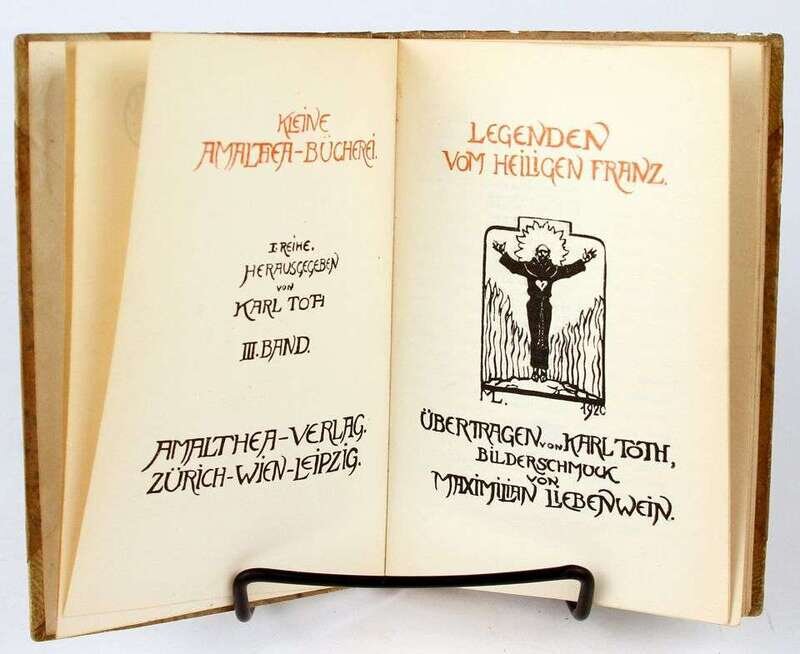 KLEINE
AMALTHEA-BÜCHEREI.
I. REIHE.
HERAUSGEGEBEN
VON
KARL TOTH
III. BAND.
AMALTHEA-VERLAG.
ZÜRICH-WIEN-LEIPZIG.
LEGENDEN
VOM HEILIGEN FRANZ.
ML. 1920
ÜBERTRAGEN VON KARL TOTH,
BILDERSCHMUCK
VON
MAXIMILIAN LIEBENWEIN.